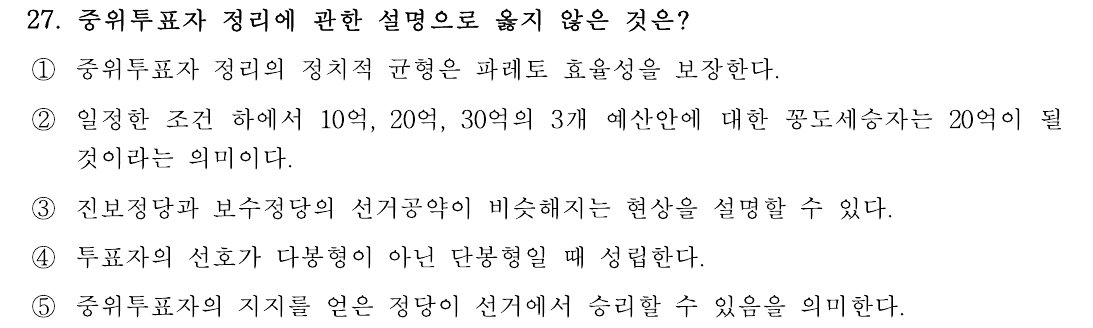 27. 중위투표자 정리에 관한 설명으로 옳지 않은 것은?
① 중위투표자 정리의 정치적 균형은 파레토 효율성을 보장한다.
② 일정한 조건 하에서 10억, 20억, 30억의 3개 예산안에 대한 꽁도세승자는 20억이 될
것이라는 의미이다.
③ 진보정당과 보수정당의 선거공약이 비슷해지는 현상을 설명할 수 있다.
④ 투표자의 선호가 다봉형이 아닌 단봉형일 때 성립한다.
⑤ 중위투표자의 지지를 얻은 정당이 선거에서 승리할 수 있음을 의미한다.